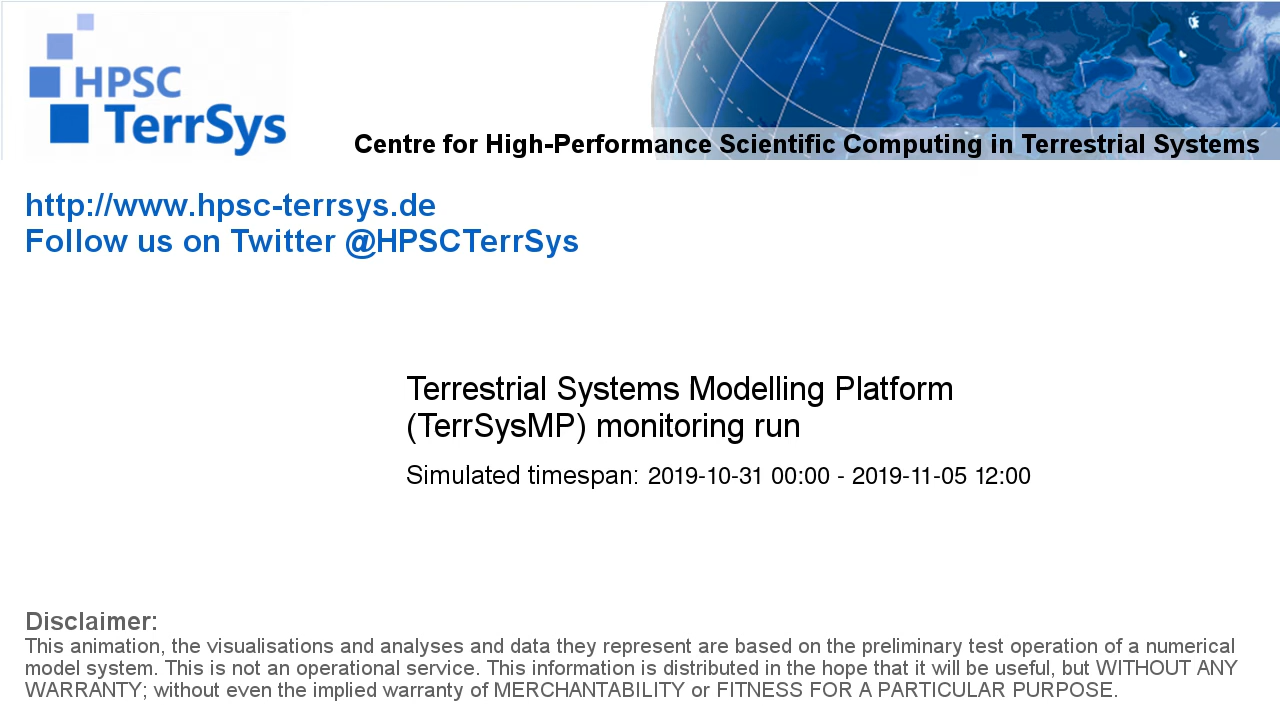 HPSC
TerrSys
Centre for High-Performance Scientific Computing in Terrestrial Systems
http://www.hpsc-terrsys.de
Follow us on Twitter @HPSCTerrSys
Terrestrial Systems Modelling Platform
(TerrSysMP) monitoring run
Simulated timespan: 2019-10-31 00:00 - 2019-11-05 12:00
Disclaimer:
This animation, the visualisations and analyses and data they represent are based on the preliminary test operation of a numerical
model system. This is not an operational service. This information is distributed in the hope that it will be useful, but WITHOUT ANY
WARRANTY; without even the implied warranty of MERCHANTABILITY or FITNESS FOR A PARTICULAR PURPOSE.